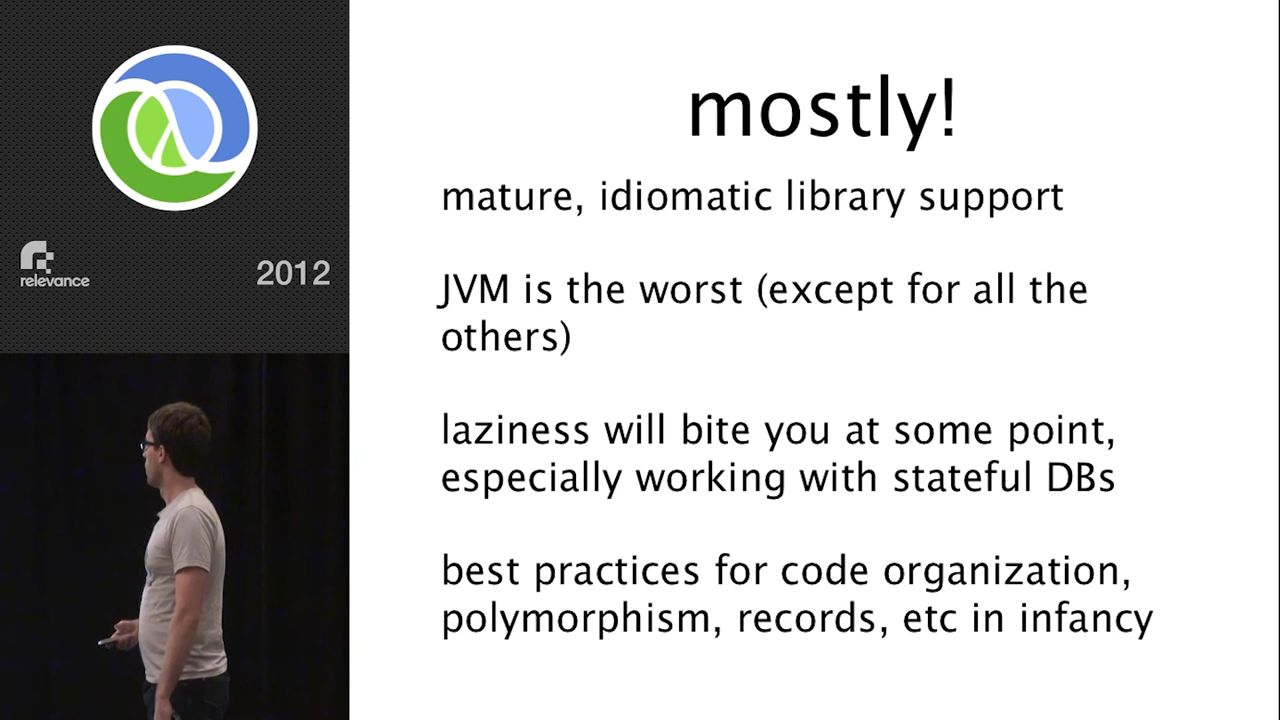 relevance
2012
mostly!
mature, idiomatic library support
JVM is the worst (except for all the
others)
laziness will bite you at some point,
especially working with stateful DBs
best practices for code organization,
polymorphism, records, etc in infancy